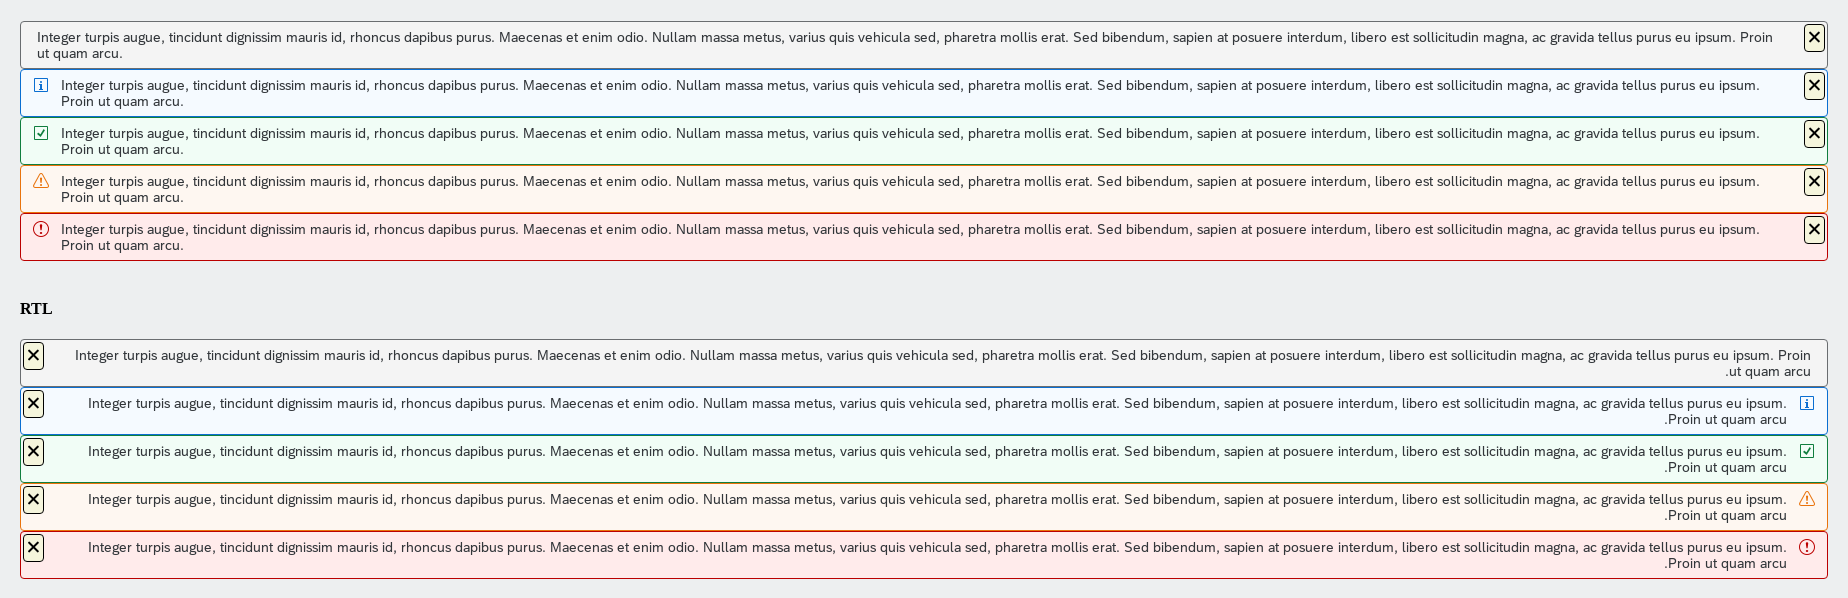 Integer turpis augue, tincidunt dignissim mauris id, rhoncus dapibus purus. Maecenas et enim odio. Nullam massa metus, varius quis vehicula sed, pharetra mollis erat. Sed bibendum, sapien at posuere interdum, libero est sollicitudin magna, ac gravida tellus purus eu ipsum. Proin
ut quam arcu.
Integer turpis augue, tincidunt dignissim mauris id, rhoncus dapibus purus. Maecenas et enim odio. Nullam massa metus, varius quis vehicula sed, pharetra mollis erat. Sed bibendum, sapien at posuere interdum, libero est sollicitudin magna, ac gravida tellus purus eu ipsum.
Proin ut quam arcu.
Integer turpis augue, tincidunt dignissim mauris id, rhoncus dapibus purus. Maecenas et enim odio. Nullam massa metus, varius quis vehicula sed, pharetra mollis erat. Sed bibendum, sapien at posuere interdum, libero est sollicitudin magna, ac gravida tellus purus eu ipsum.
Proin ut quam arcu.
Integer turpis augue, tincidunt dignissim mauris id, rhoncus dapibus purus. Maecenas et enim odio. Nullam massa metus, varius quis vehicula sed, pharetra mollis erat. Sed bibendum, sapien at posuere interdum, libero est sollicitudin magna, ac gravida tellus purus eu ipsum.
Proin ut quam arcu.
Integer turpis augue, tincidunt dignissim mauris id, rhoncus dapibus purus. Maecenas et enim odio. Nullam massa metus, varius quis vehicula sed, pharetra mollis erat. Sed bibendum, sapien at posuere interdum, libero est sollicitudin magna, ac gravida tellus purus eu ipsum.
Proin ut quam arcu.
RTL
Integer turpis augue, tincidunt dignissim mauris id, rhoncus dapibus purus. Maecenas et enim odio. Nullam massa metus, varius quis vehicula sed, pharetra mollis erat. Sed bibendum, sapien at posuere interdum, libero est sollicitudin magna, ac gravida tellus purus eu ipsum. Proin
.ut quam arcu
Integer turpis augue, tincidunt dignissim mauris id, rhoncus dapibus purus. Maecenas et enim odio. Nullam massa metus, varius quis vehicula sed, pharetra mollis erat. Sed bibendum, sapien at posuere interdum, libero est sollicitudin magna, ac gravida tellus purus eu ipsum.
.Proin ut quam arcu
Integer turpis augue, tincidunt dignissim mauris id, rhoncus dapibus purus. Maecenas et enim odio. Nullam massa metus, varius quis vehicula sed, pharetra mollis erat. Sed bibendum, sapien at posuere interdum, libero est sollicitudin magna, ac gravida tellus purus eu ipsum.
.Proin ut quam arcu
Integer turpis augue, tincidunt dignissim mauris id, rhoncus dapibus purus. Maecenas et enim odio. Nullam massa metus, varius quis vehicula sed, pharetra mollis erat. Sed bibendum, sapien at posuere interdum, libero est sollicitudin magna, ac gravida tellus purus eu ipsum.
.Proin ut quam arcu
Integer turpis augue, tincidunt dignissim mauris id, rhoncus dapibus purus. Maecenas et enim odio. Nullam massa metus, varius quis vehicula sed, pharetra mollis erat. Sed bibendum, sapien at posuere interdum, libero est sollicitudin magna, ac gravida tellus purus eu ipsum.
.Proin ut quam arcu